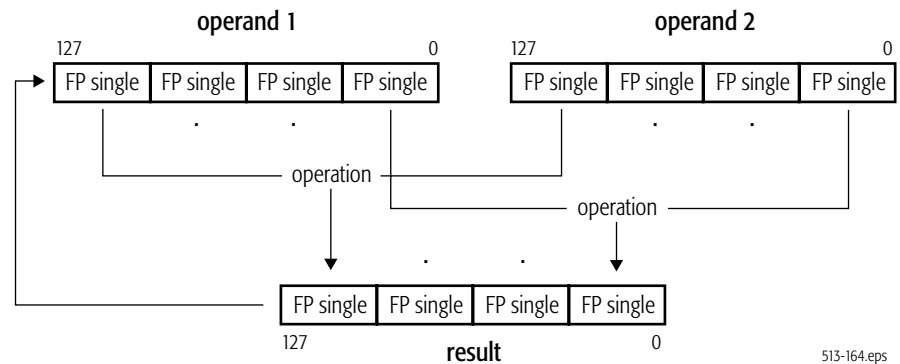 operand 1 operand 2
127 0 127 0
FP single FP single FP single FP single FP single FP single FP single FP single
. . . .
operation
operation
. .
FP single FP single FP single FP single
127 0
result
513-164.eps